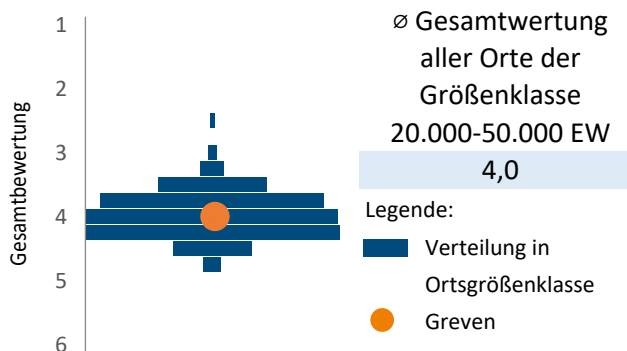 1
2
3
4
5
6
Gesamtbewertung
⌀ Gesamtwertung
aller Orte der
Größenklasse
20.000-50.000 EW
4,0
Legende:
Verteilung in
Ortsgrößenklasse
Greven